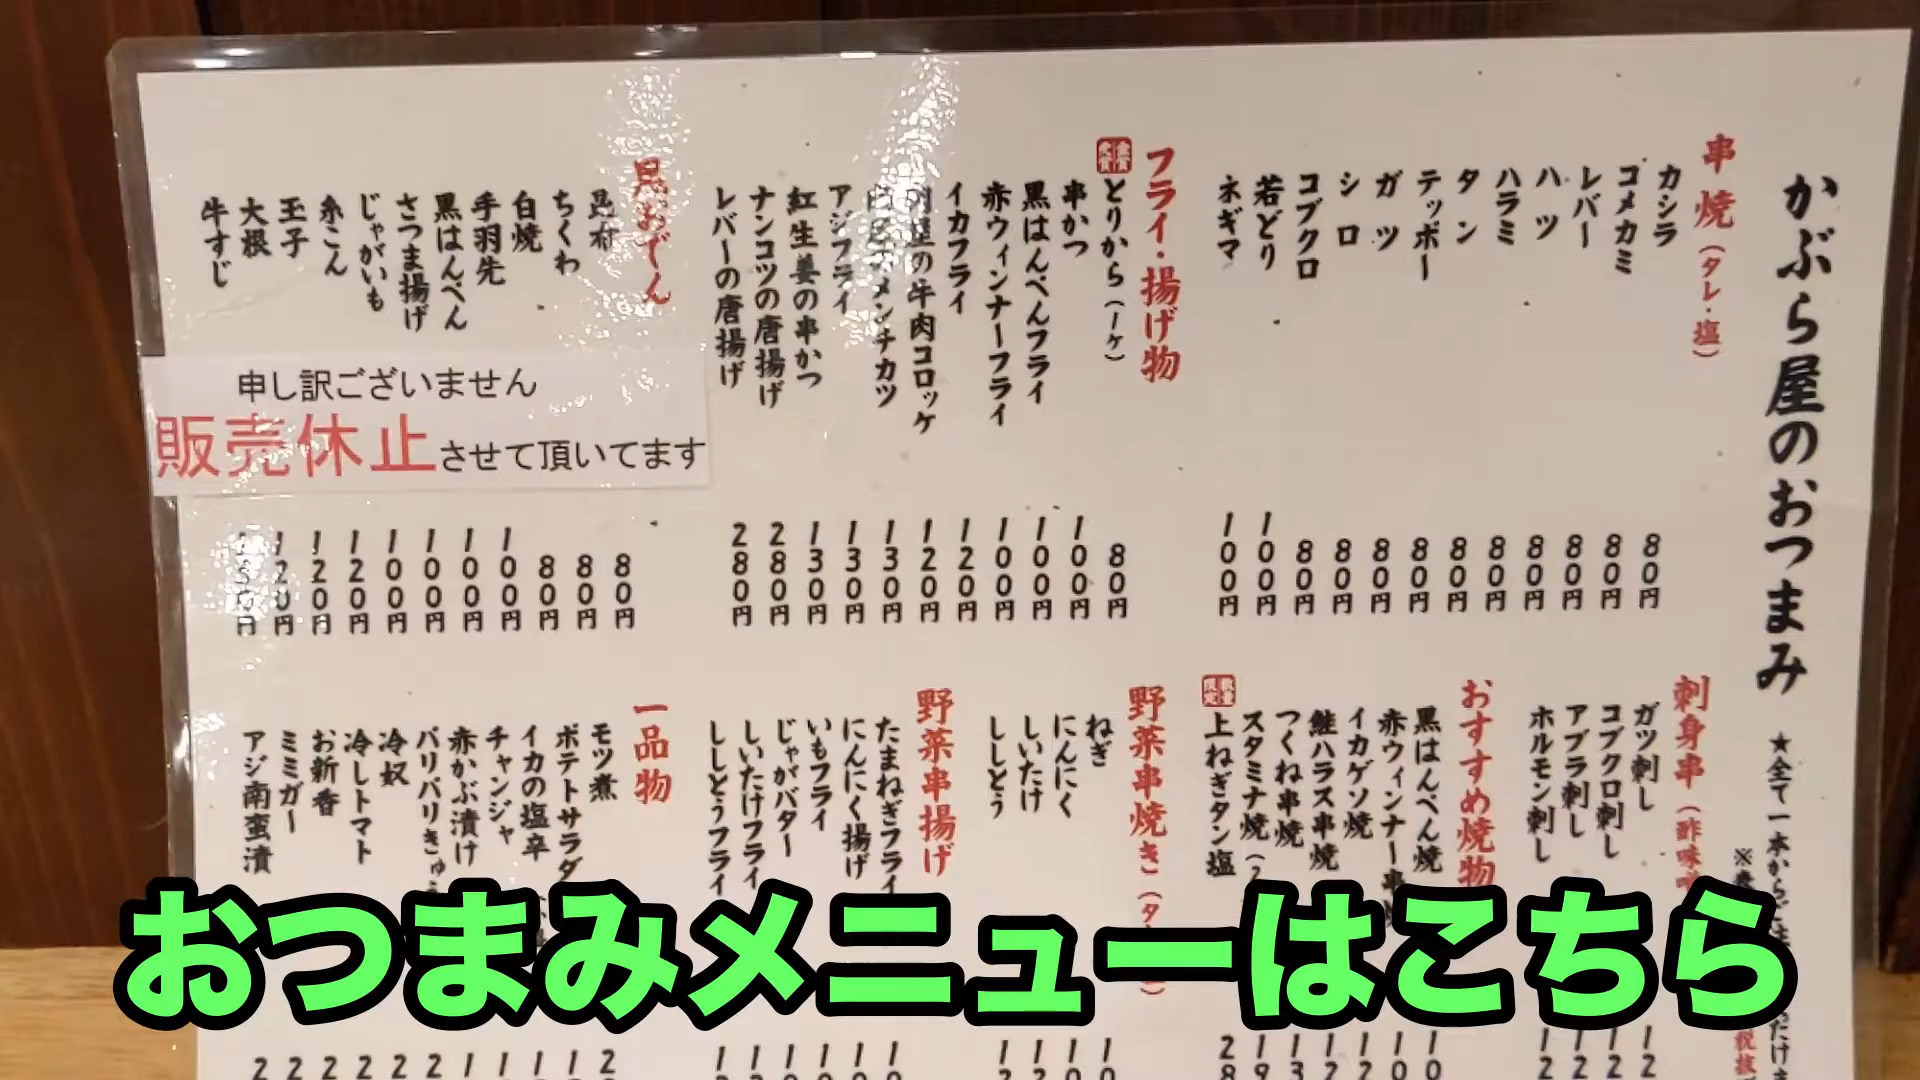 かぶら屋のおつまみ
串焼（タレ・塩）
カシラ 80円
コメカミ 80円
レバー 80円
ハツ 80円
ハラミ 80円
タン 80円
テッポー 80円
ガツ 80円
シロ 80円
コブクロ 80円
若どり 100円
ネギマ 100円
フライ・揚げ物
とりから（一ケ） 80円
串かつ 100円
黒はんぺんフライ 100円
赤ウィンナーフライ 100円
イカフライ 120円
の牛肉コロッケ 120円
メンチカツ 130円
アジフライ 130円
紅生姜の串かつ 130円
ナンコツの唐揚げ 280円
レバーの唐揚げ 280円
黒おでん
昆布 80円
ちくわ 80円
白焼 80円
手羽先 100円
黒はんぺん 100円
さつま揚げ 100円
じゃがいも 100円
糸こん 120円
玉子 120円
大根 120円
牛すじ
申し訳ございません
販売休止させて頂いてます
★全て一本からご
刺身串（酢味
ガツ刺し
コブクロ刺し
アブラ刺し
ホルモン刺し
おすすめ焼物
黒はんぺん焼
赤ウィンナー串
イカゲソ焼
鮭ハラス串焼
つくね串焼
スタミナ焼
数量限定
上ねぎタン塩
野菜串焼き
ねぎ
にんにく
しいたけ
ししとう
野菜串揚げ
たまねぎフライ
にんにく揚げ
いもフライ
じゃがバター
しいたけフライ
ししとうフライ
一品物
モツ煮
ポテトサラダ
イカの塩辛
チャンジャ
赤かぶ漬け
パリパリきゅ
冷奴
冷しトマト
お新香
ミミガー
アジ南蛮漬
おつまみメニューはこちら